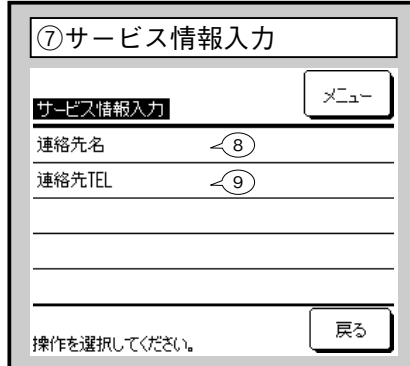 ⑦サービス情報入力
メニュー
サービス情報入力
連絡先名 ⑧
連絡先TEL ⑨
操作を選択してください。
戻る